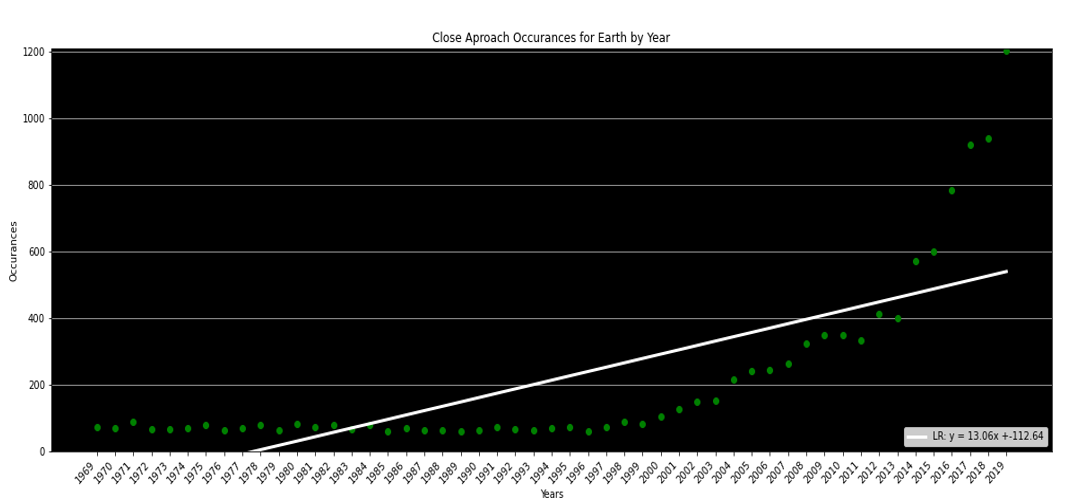 Close Aproach Occurances for Earth by Year
1200
1000
800
600
400
200
0
Occurances
LR: y = 13.06x +-112.64
1969 1970 1971 1972 1973 1974 1975 1976 1977 1978 1979 1980 1981 1982 1983 1984 1985 1986 1987 1988 1989 1990 1991 1992 1993 1994 1995 1996 1997 1998 1999 2000 2001 2002 2003 2004 2005 2006 2007 2008 2009 2010 2011 2012 2013 2014 2015 2016 2017 2018 2019
Years